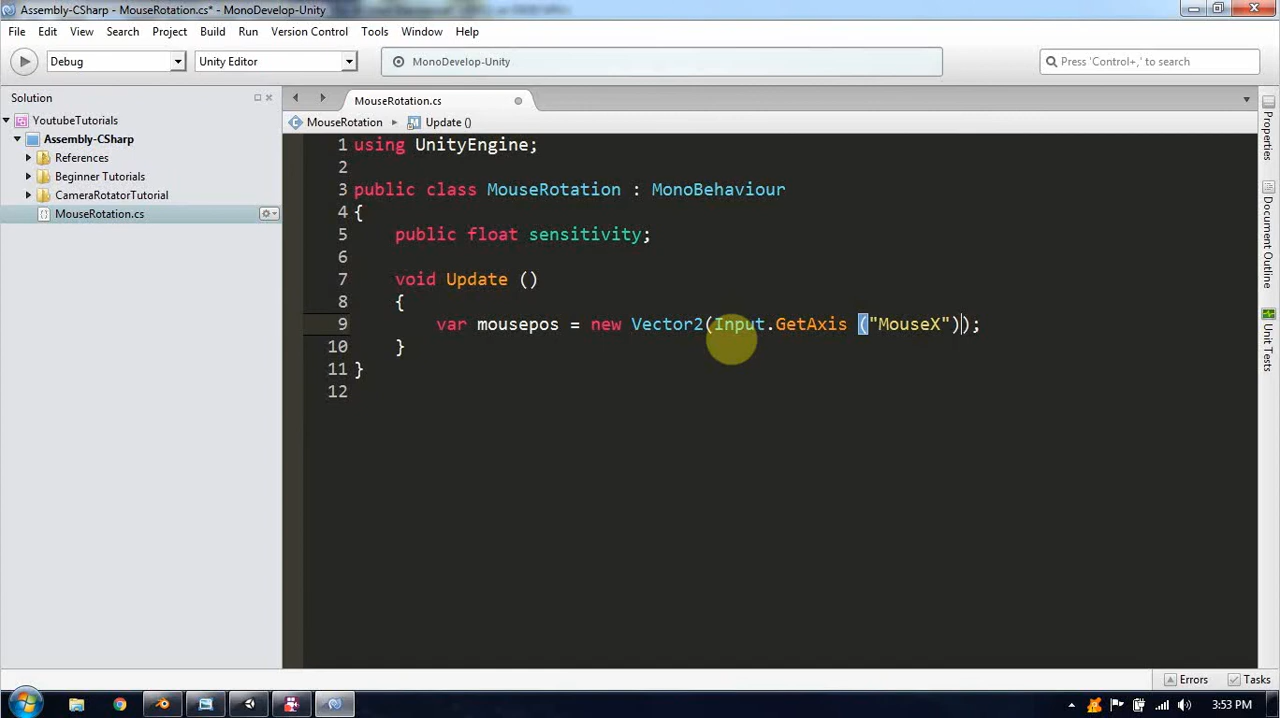 Assembly-CSharp - MouseRotation.cs* - MonoDevelop-Unity
File Edit View Search Project Build Run Version Control Tools Window Help
Debug Unity Editor MonoDevelop-Unity Press 'Control+,' to search
Solution MouseRotation.cs
YoutubeTutorials
Assembly-CSharp
References
Beginner Tutorials
CameraRotatorTutorial
MouseRotation.cs
MouseRotation Update ()
1 using UnityEngine;
2
3 public class MouseRotation : MonoBehaviour
4 {
5 public float sensitivity;
6
7 void Update ()
8 {
9 var mousepos = new Vector2(Input.GetAxis ("MouseX"));
10 }
11 }
12
Properties
Document Outline
Unit Tests
Errors Tasks
3:53 PM